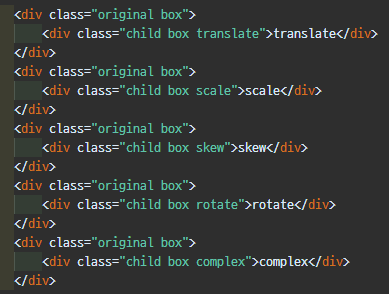 <div class="original box">
    <div class="child box translate">translate</div>
</div>
<div class="original box">
    <div class="child box scale">scale</div>
</div>
<div class="original box">
    <div class="child box skew">skew</div>
</div>
<div class="original box">
    <div class="child box rotate">rotate</div>
</div>
<div class="original box">
    <div class="child box complex">complex</div>
</div>